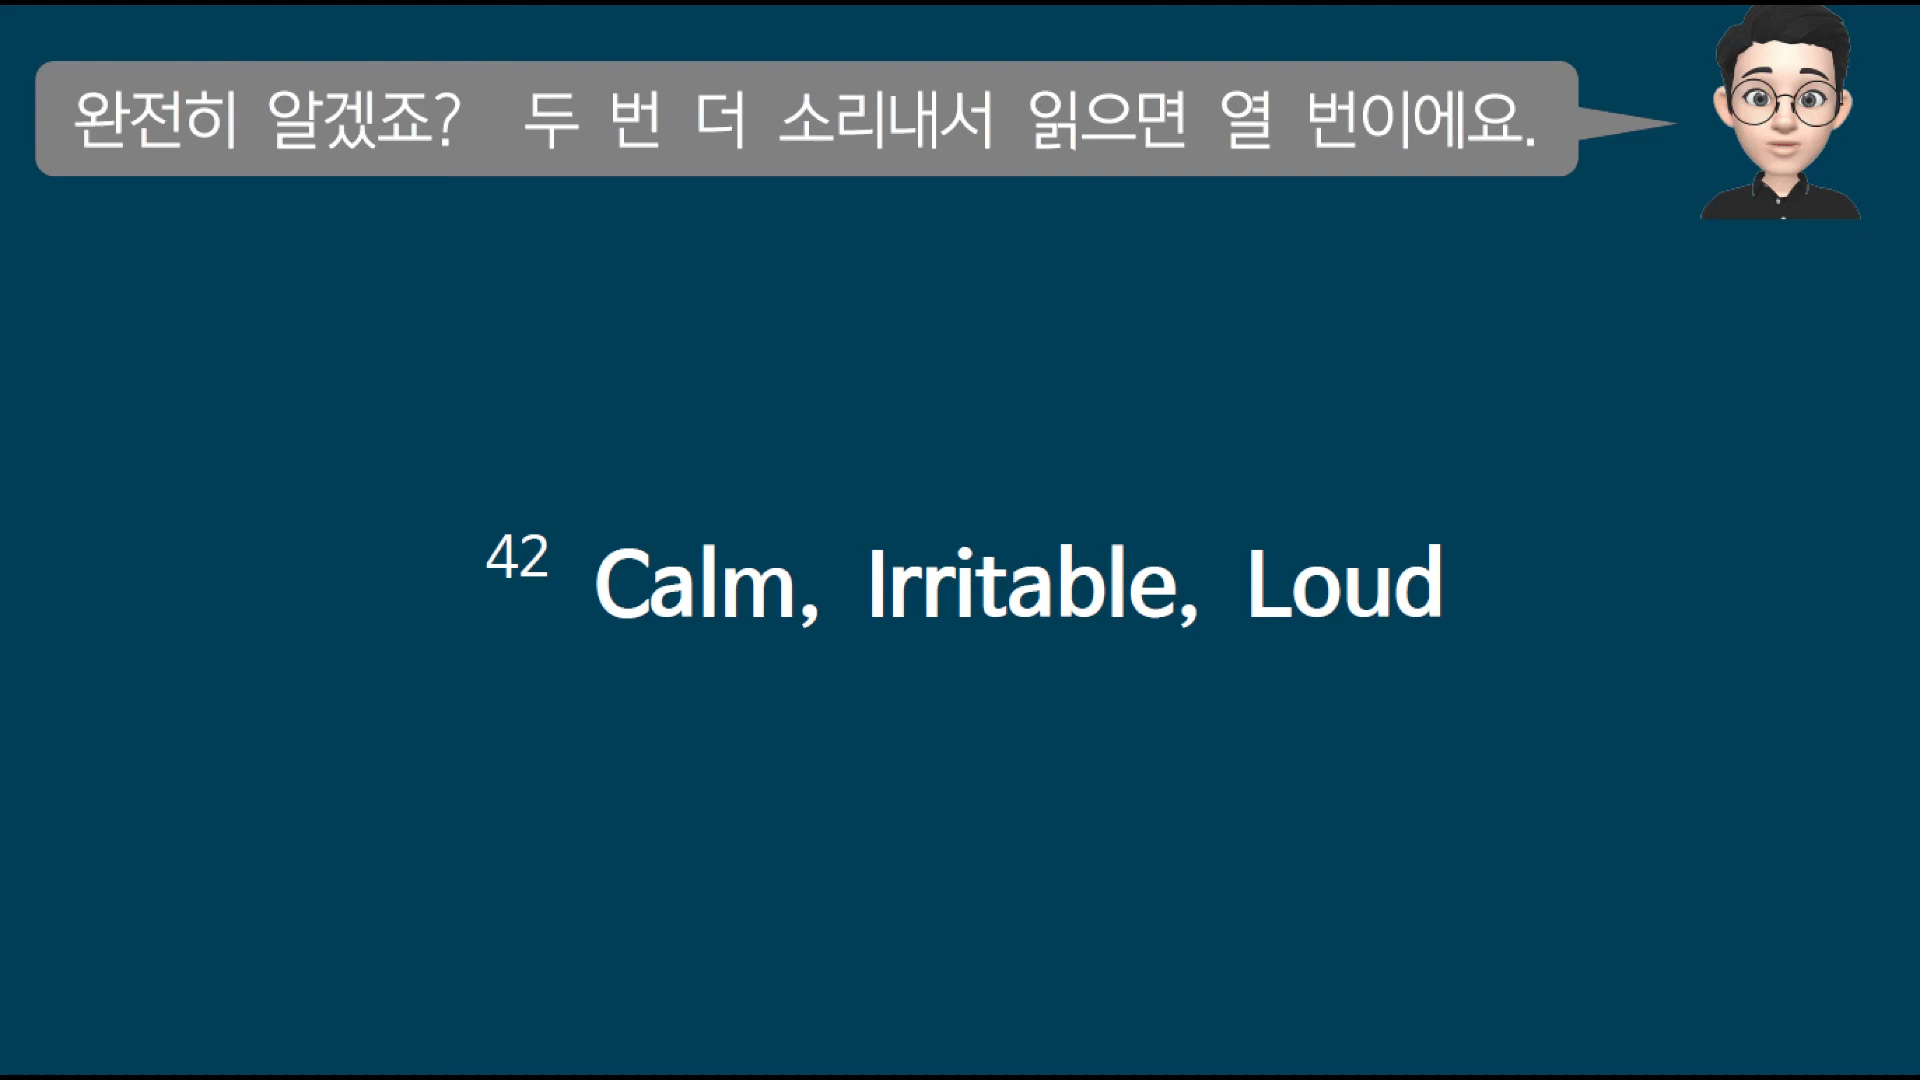 완전히 알겠죠? 두 번 더 소리내서 읽으면 열 번이에요.
42 Calm, Irritable, Loud